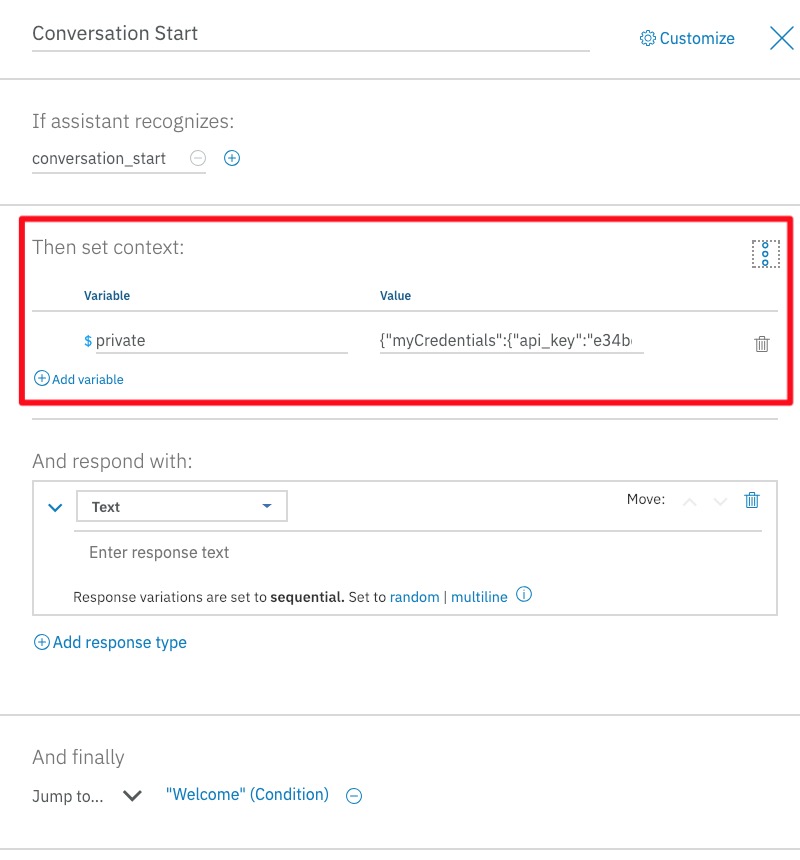 Conversation Start
Customize
If assistant recognizes:
conversation_start
Then set context:
Variable Value
$ private {"myCredentials":{"api_key":"e34b
Add variable
And respond with:
Text Move:
Enter response text
Response variations are set to sequential. Set to random | multiline
Add response type
And finally
Jump to... "Welcome" (Condition)